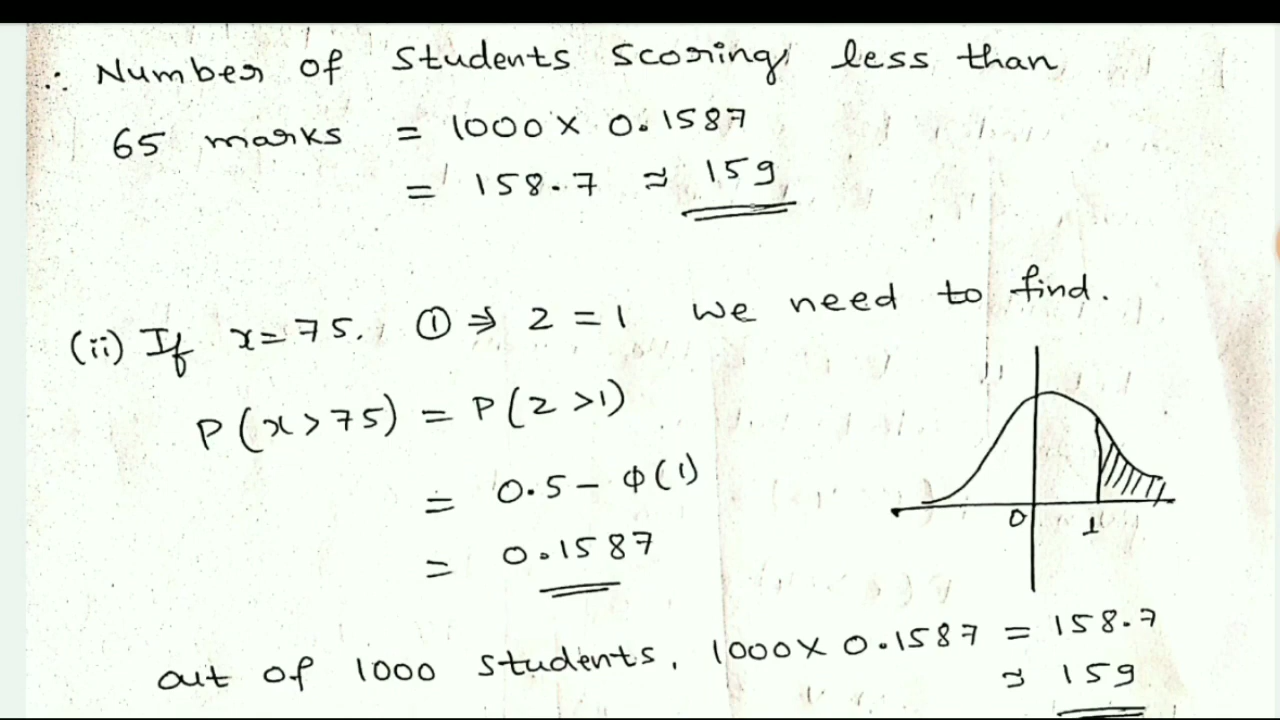 ∴ Number of Students Scoring less than
65 marks = 1000 x 0.1587
= 158.7 ≈ 159
(ii) If x = 75, ① ⇒ z = 1 we need to find.
P(x > 75) = P(z > 1)
= 0.5 - φ(1)
= 0.1587
0 1
out of 1000 students, 1000 x 0.1587 = 158.7
≈ 159